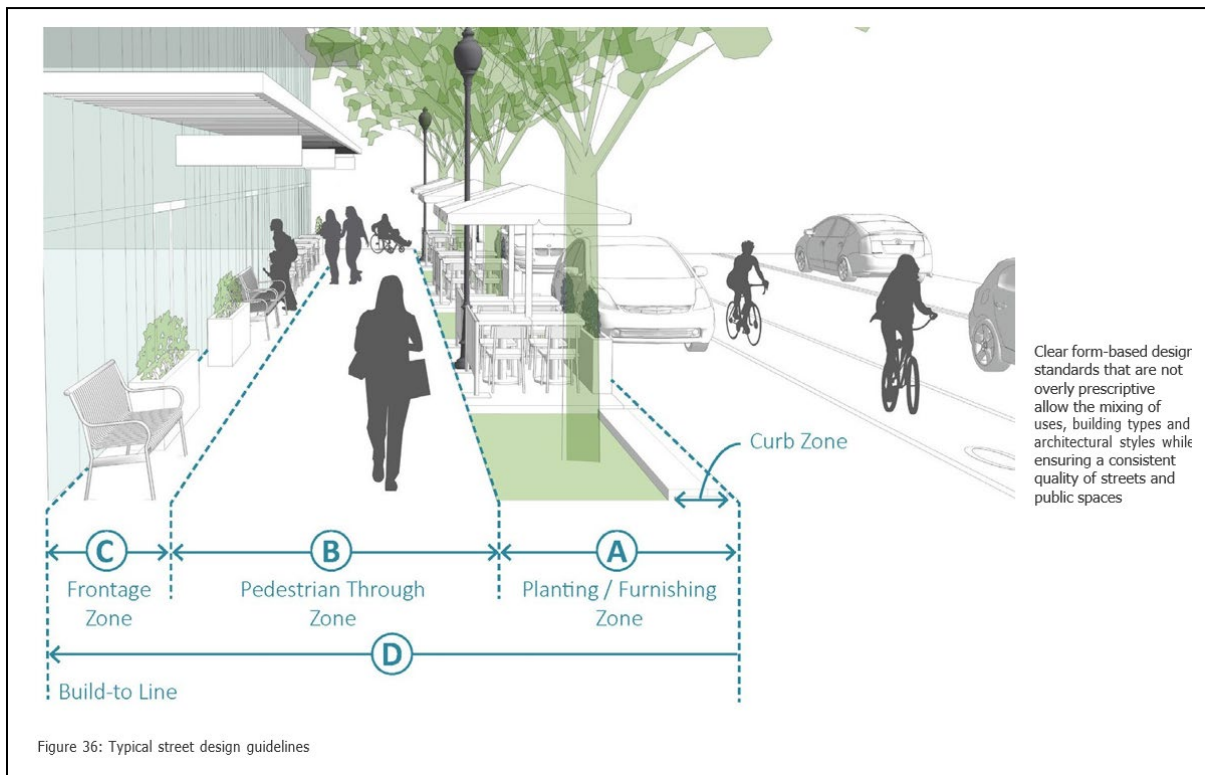 Clear form-based design
standards that are not
overly prescriptive
allow the mixing of
uses, building types and
architectural styles while
ensuring a consistent
quality of streets and
public spaces
Curb Zone
C
B
A
Frontage
Zone
Pedestrian Through
Zone
Planting / Furnishing
Zone
D
Build-to Line
Figure 36: Typical street design guidelines